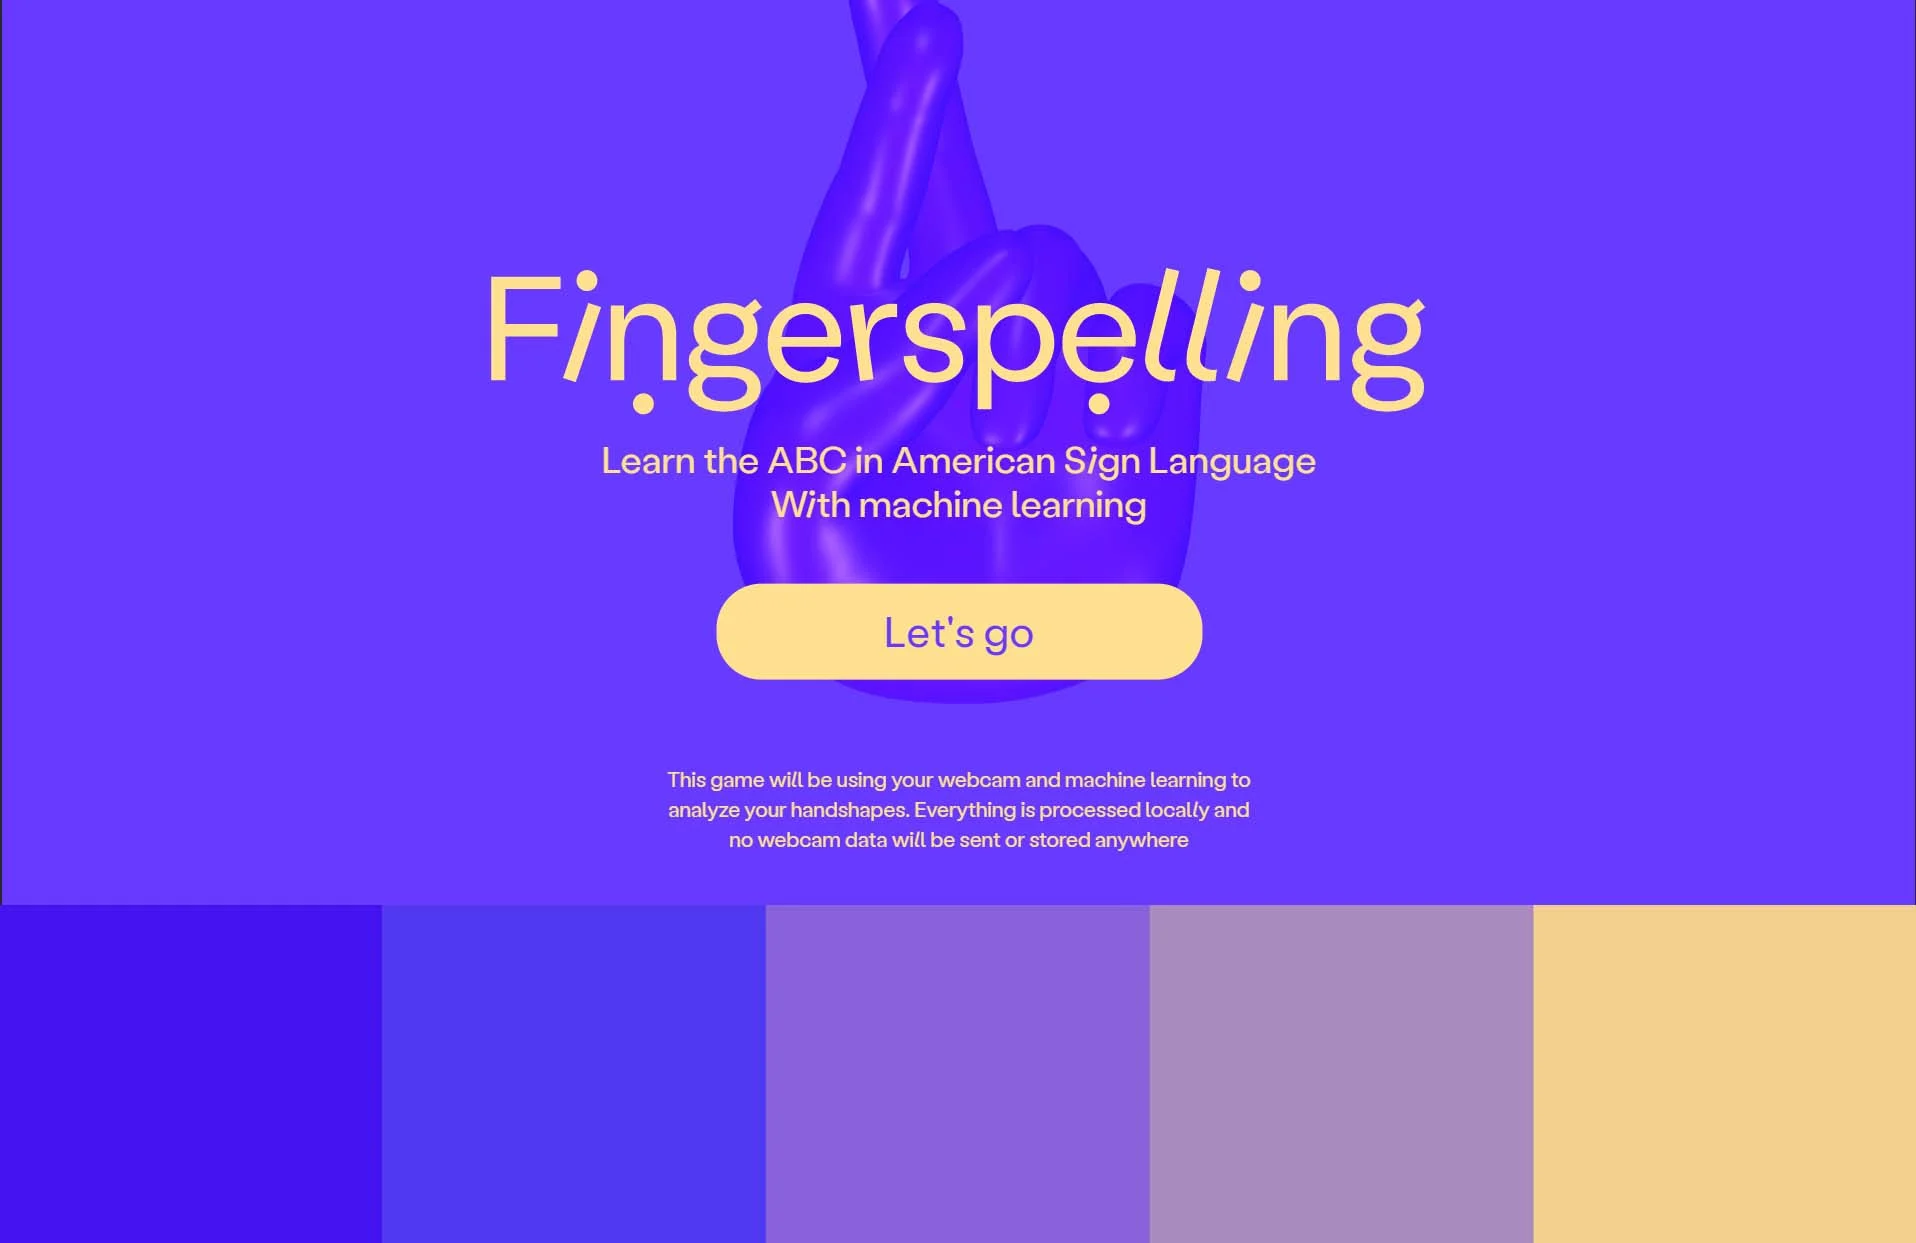 Fingerspelling
Learn the ABC in American Sign Language
With machine learning
Let's go
This game will be using your webcam and machine learning to
analyze your handshapes. Everything is processed locally and
no webcam data will be sent or stored anywhere